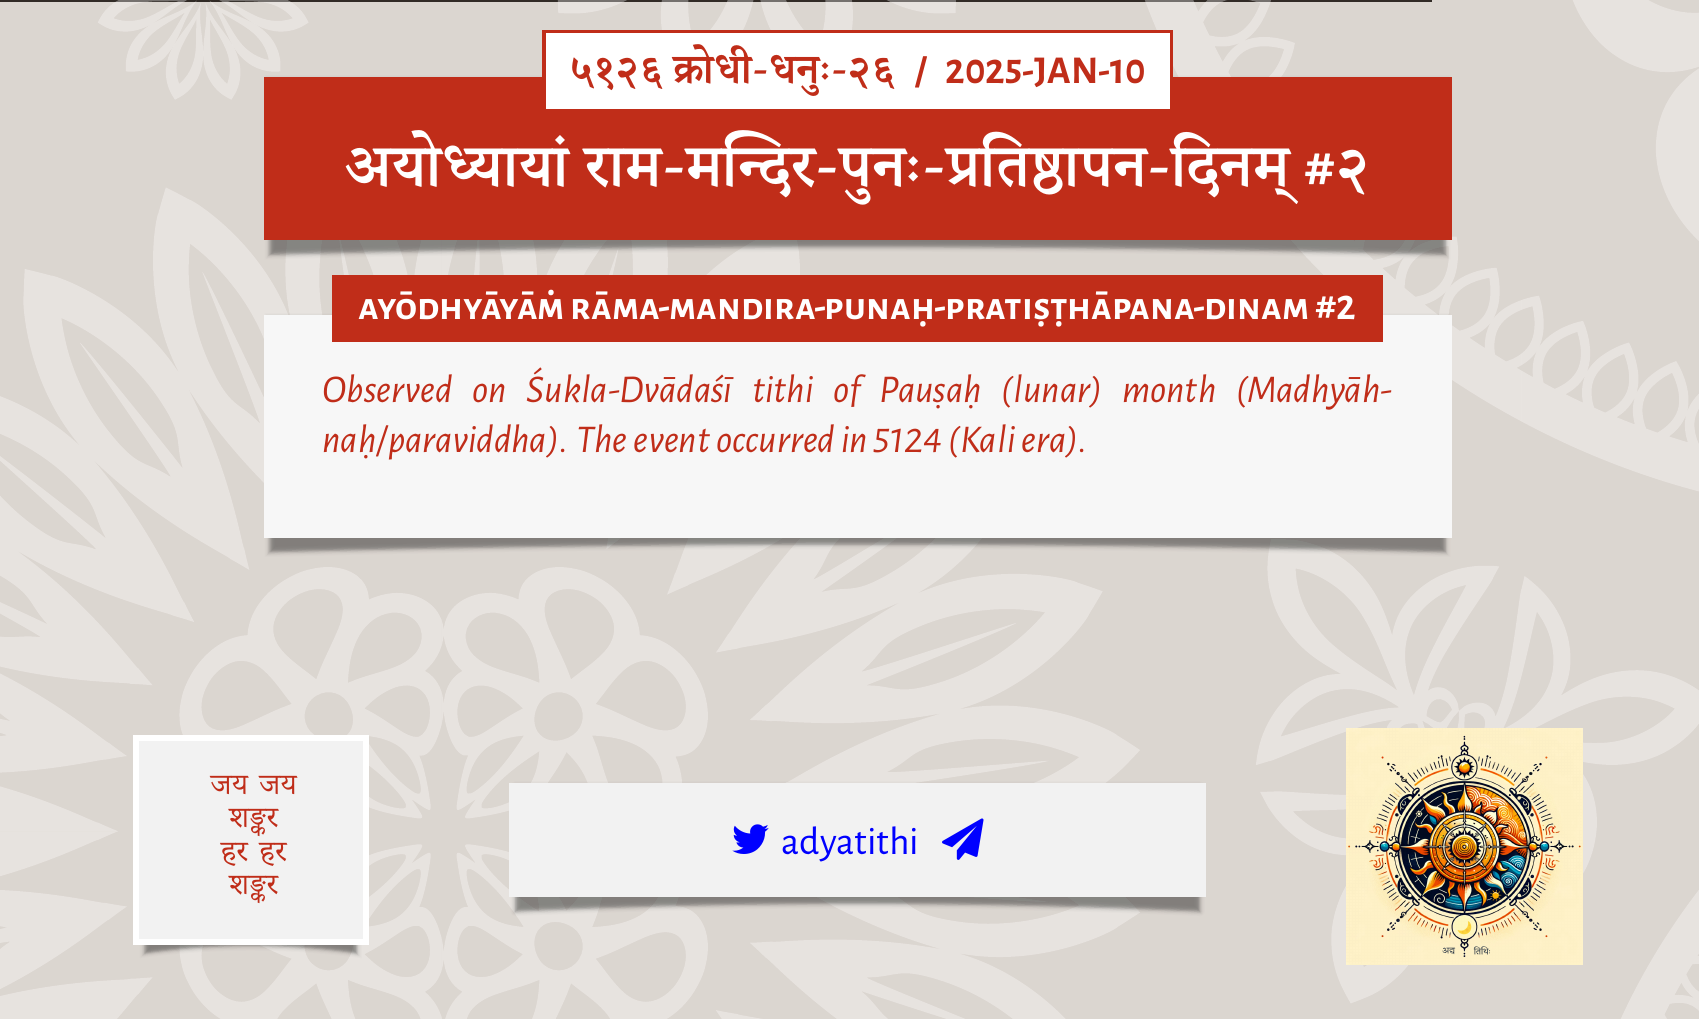 ५१२६ क्रोधी-धनुः-२६ / 2025-JAN-10
अयोध्यायां राम-मन्दिर-पुनः-प्रतिष्ठापन-दिनम् #२
AYŌDHYĀYĀṀ RĀMA-MANDIRA-PUNAḤ-PRATIṢṬHĀPANA-DINAM #2
Observed on Śukla-Dvādaśī tithi of Pauṣaḥ (lunar) month (Madhyāh-
naḥ/paraviddha). The event occurred in 5124 (Kali era).
जय जय
शङ्कर
हर हर
शङ्कर
adyatithi
अद्य तिथिः